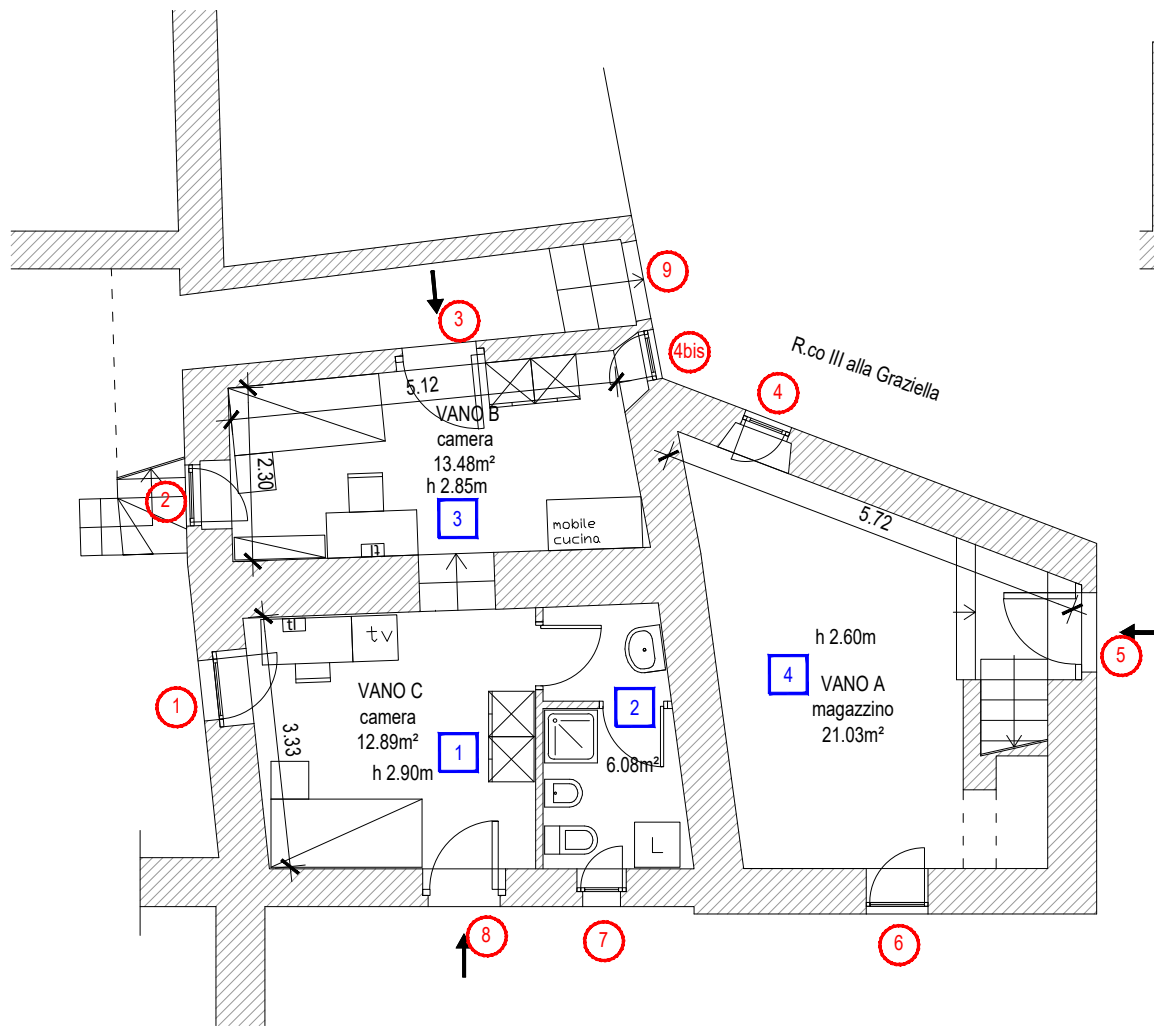 9
3
4bis
R.co III alla Graziella
4
5.12
VANO B
camera
13.48m²
h 2.85m
2.30
2
3
mobile
cucina
tl
5.72
tl
tv
h 2.60m
5
4
VANO A
magazzino
21.03m²
1
VANO C
camera
12.89m²
1
h 2.90m
3.33
2
6.08m²
L
8
7
6